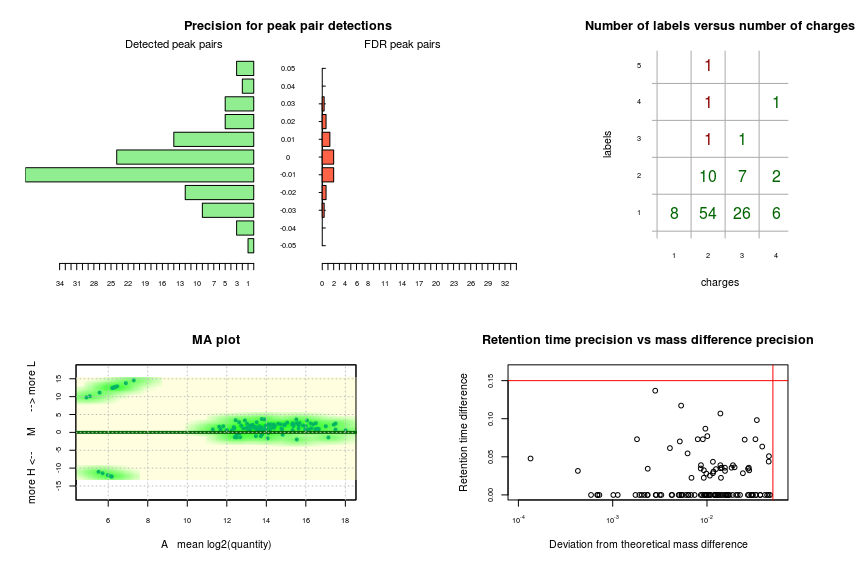 Precision for peak pair detections
Detected peak pairs
FDR peak pairs
0.05
0.04
0.03
0.02
0.01
0
-0.01
-0.02
-0.03
-0.04
-0.05
34 31 28 25 22 19 16 13 10 7 5 3 1
0 2 4 6 8 11 14 17 20 23 26 29 32
Number of labels versus number of charges
labels
5 1
4 1 1
3 1 1
2 10 7 2
1 8 54 26 6
1 2 3 4
charges
MA plot
more H <-- M --> more L
15
10
5
0
-5
-10
-15
6 8 10 12 14 16 18
A mean log2(quantity)
Retention time precision vs mass difference precision
Retention time difference
0.15
0.10
0.05
0.00
10-4 10-3 10-2
Deviation from theoretical mass difference